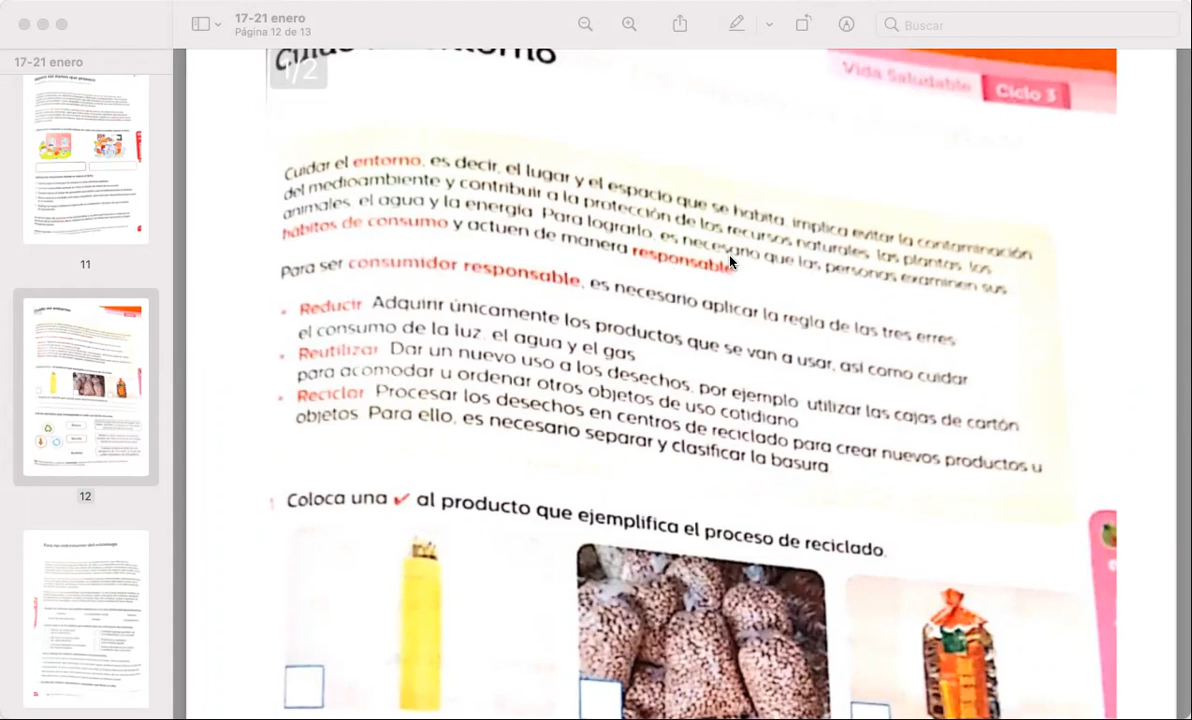 17-21 enero
Página 12 de 13
Buscar
17-21 enero
11
12
1/2
Vida Saludable
Ciclo 3
Cuidar el entorno, es decir, el lugar y el espacio que se habita, implica evitar la contaminación
del medioambiente y contribuir a la protección de los recursos naturales, las plantas, los
animales, el agua y la energía. Para lograrlo, es necesario que las personas examinen sus
hábitos de consumo y actúen de manera responsable
Para ser consumidor responsable, es necesario aplicar la regla de las tres erres
• Reducir Adquirir únicamente los productos que se van a usar, así como cuidar
el consumo de la luz, el agua y el gas
• Reutilizar Dar un nuevo uso a los desechos, por ejemplo, utilizar las cajas de cartón
para acomodar u ordenar otros objetos de uso cotidiano
• Reciclar Procesar los desechos en centros de reciclado para crear nuevos productos u
objetos. Para ello, es necesario separar y clasificar la basura
1 Coloca una ✔ al producto que ejemplifica el proceso de reciclado.